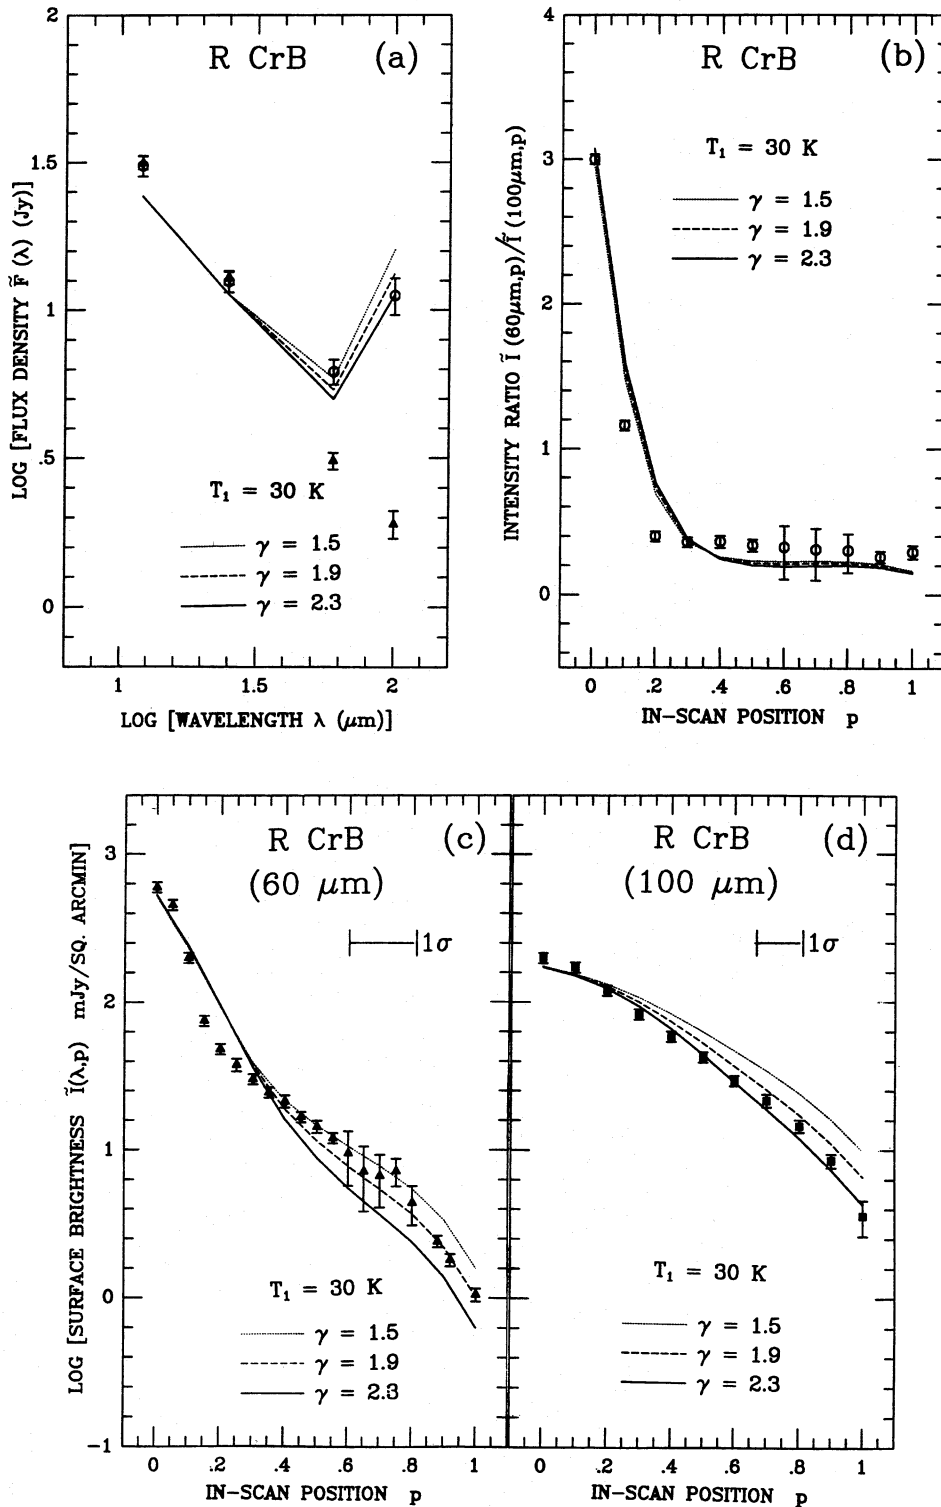 R CrB (a)
LOG [FLUX DENSITY F̃ (λ) (Jy)]
2
1.5
1
.5
0
T₁ = 30 K
γ = 1.5
γ = 1.9
γ = 2.3
1 1.5 2
LOG [WAVELENGTH λ (μm)]
R CrB (b)
INTENSITY RATIO Ĩ (60μm,p)/Ĩ (100μm,p)
4
3
2
1
0
T₁ = 30 K
γ = 1.5
γ = 1.9
γ = 2.3
0 .2 .4 .6 .8 1
IN-SCAN POSITION p
R CrB (c)
(60 μm)
LOG [SURFACE BRIGHTNESS Ĩ(λ,p) mJy/SQ. ARCMIN]
3
2
1
0
-1
1σ
T₁ = 30 K
γ = 1.5
γ = 1.9
γ = 2.3
0 .2 .4 .6 .8 1
IN-SCAN POSITION p
R CrB (d)
(100 μm)
1σ
T₁ = 30 K
γ = 1.5
γ = 1.9
γ = 2.3
0 .2 .4 .6 .8 1
IN-SCAN POSITION p